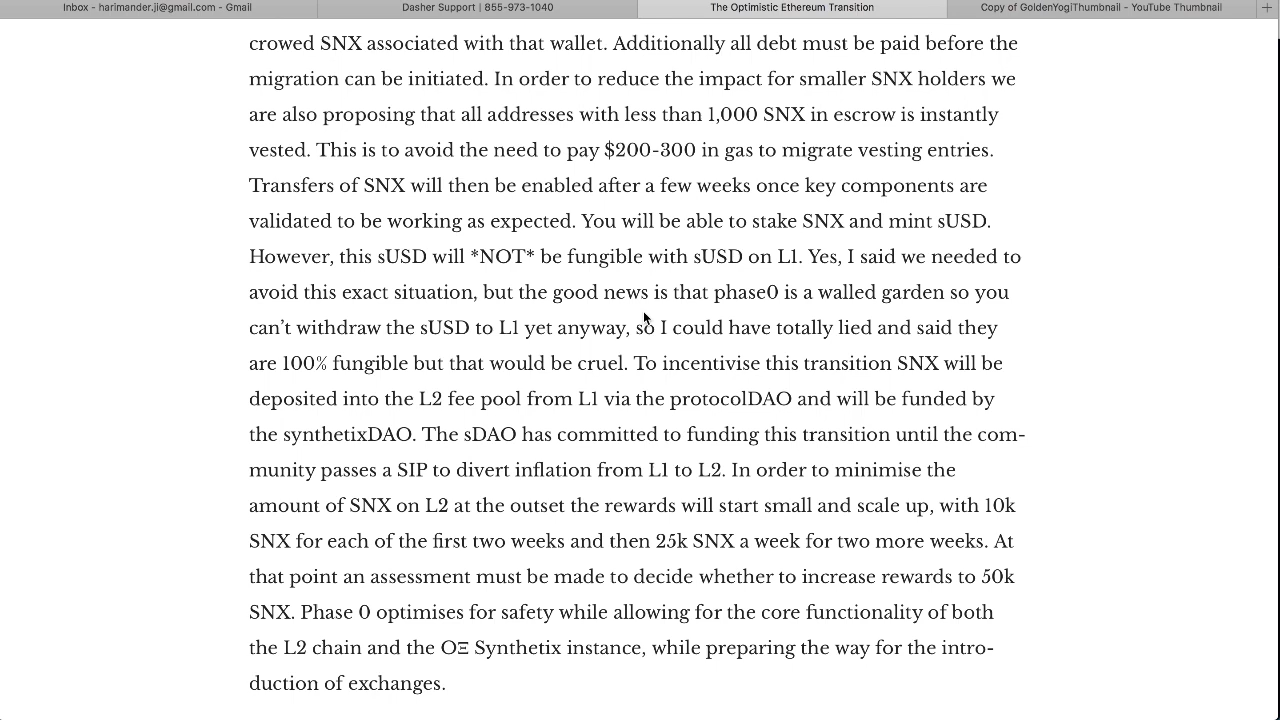 Inbox - harimander.ji@gmail.com - Gmail
Dasher Support | 855-973-1040
The Optimistic Ethereum Transition
Copy of GoldenYogiThumbnail - YouTube Thumbnail
crowed SNX associated with that wallet. Additionally all debt must be paid before the
migration can be initiated. In order to reduce the impact for smaller SNX holders we
are also proposing that all addresses with less than 1,000 SNX in escrow is instantly
vested. This is to avoid the need to pay $200-300 in gas to migrate vesting entries.
Transfers of SNX will then be enabled after a few weeks once key components are
validated to be working as expected. You will be able to stake SNX and mint sUSD.
However, this sUSD will *NOT* be fungible with sUSD on L1. Yes, I said we needed to
avoid this exact situation, but the good news is that phase0 is a walled garden so you
can't withdraw the sUSD to L1 yet anyway, so I could have totally lied and said they
are 100% fungible but that would be cruel. To incentivise this transition SNX will be
deposited into the L2 fee pool from L1 via the protocolDAO and will be funded by
the synthetixDAO. The sDAO has committed to funding this transition until the com-
munity passes a SIP to divert inflation from L1 to L2. In order to minimise the
amount of SNX on L2 at the outset the rewards will start small and scale up, with 10k
SNX for each of the first two weeks and then 25k SNX a week for two more weeks. At
that point an assessment must be made to decide whether to increase rewards to 50k
SNX. Phase 0 optimises for safety while allowing for the core functionality of both
the L2 chain and the OΞ Synthetix instance, while preparing the way for the intro-
duction of exchanges.